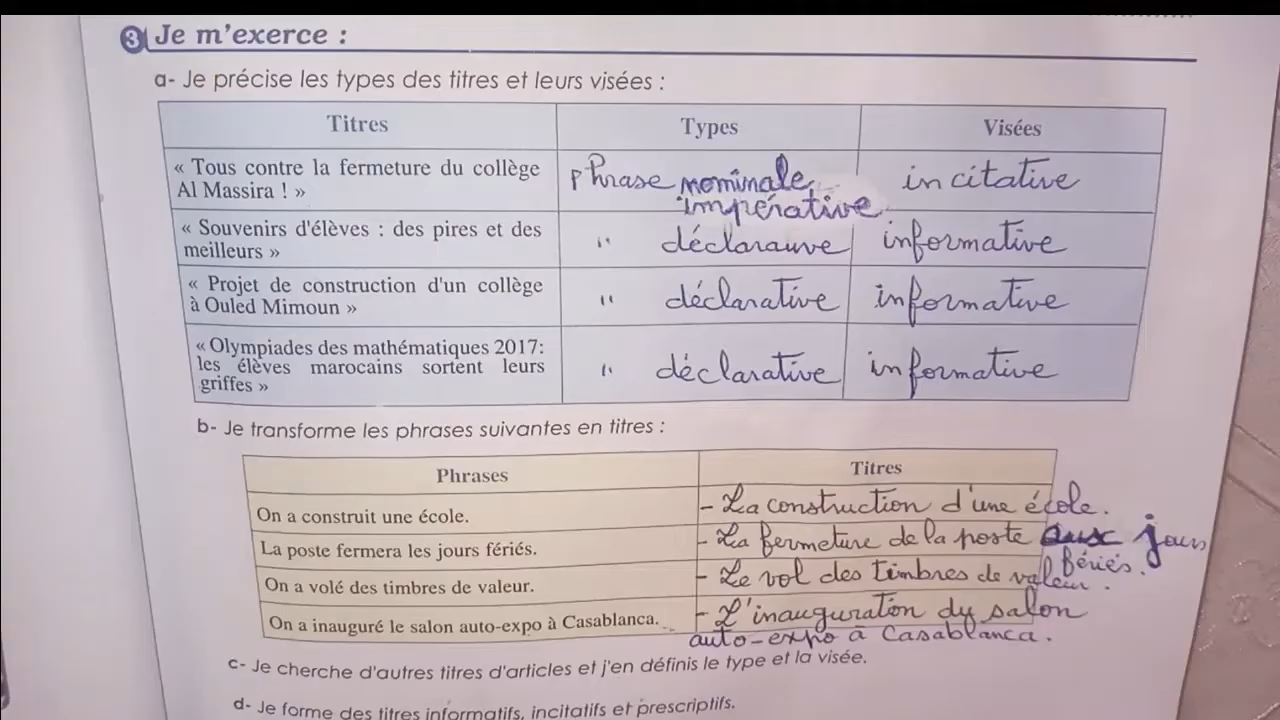 3 Je m'exerce :
a- Je précise les types des titres et leurs visées :
Titres Types Visées
« Tous contre la fermeture du collège
Al Massira ! »
phrase nominale
impérative
incitative
« Souvenirs d'élèves : des pires et des
meilleurs »
" déclarauve informative
« Projet de construction d'un collège
à Ouled Mimoun »
" déclarative informative
« Olympiades des mathématiques 2017:
les élèves marocains sortent leurs
griffes »
" déclarative informative
b- Je transforme les phrases suivantes en titres :
Phrases Titres
On a construit une école. - La construction d'une école.
La poste fermera les jours fériés. - La fermeture de la poste aux jours
fériés.
On a volé des timbres de valeur. - Le vol des timbres de valeur.
On a inauguré le salon auto-expo à Casablanca. - L'inauguration du salon
auto-expo à Casablanca.
c- Je cherche d'autres titres d'articles et j'en définis le type et la visée.
d- Je forme des titres informatifs, incitatifs et prescriptifs.